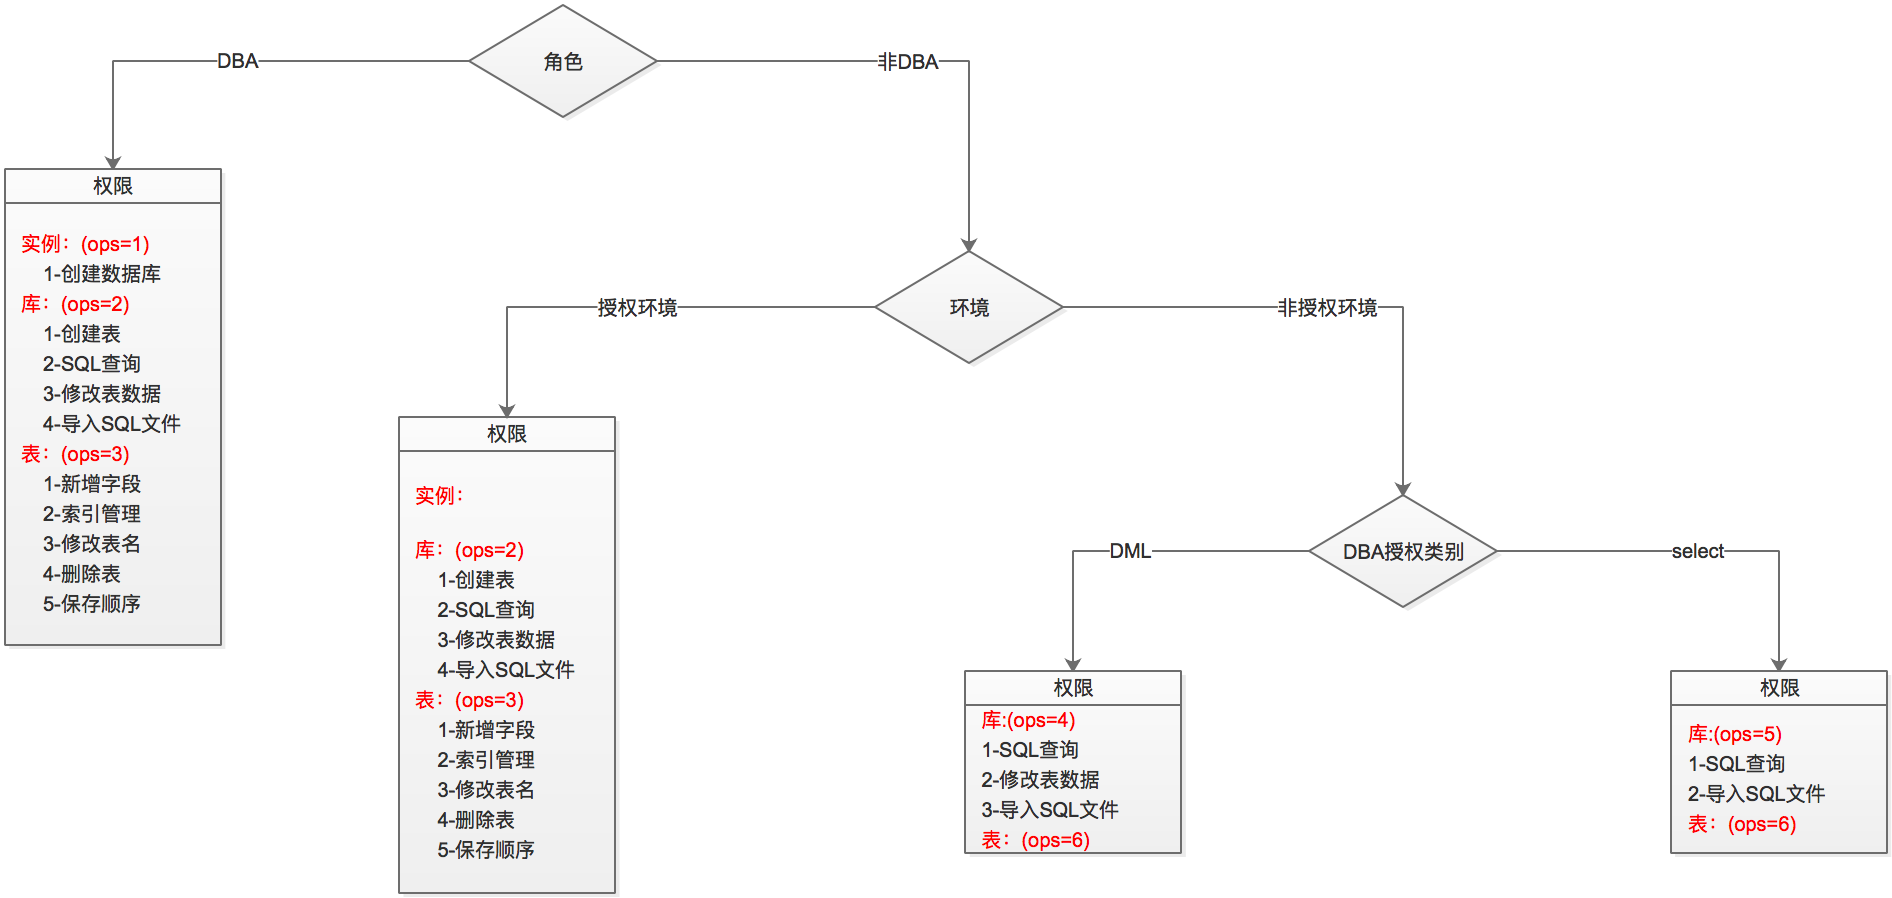 角色
DBA
非DBA
权限
实例：(ops=1)
1-创建数据库
库：(ops=2)
1-创建表
2-SQL查询
3-修改表数据
4-导入SQL文件
表：(ops=3)
1-新增字段
2-索引管理
3-修改表名
4-删除表
5-保存顺序
环境
授权环境
非授权环境
权限
实例：
库：(ops=2)
1-创建表
2-SQL查询
3-修改表数据
4-导入SQL文件
表：(ops=3)
1-新增字段
2-索引管理
3-修改表名
4-删除表
5-保存顺序
DBA授权类别
DML
select
权限
库:(ops=4)
1-SQL查询
2-修改表数据
3-导入SQL文件
表：(ops=6)
权限
库:(ops=5)
1-SQL查询
2-导入SQL文件
表：(ops=6)